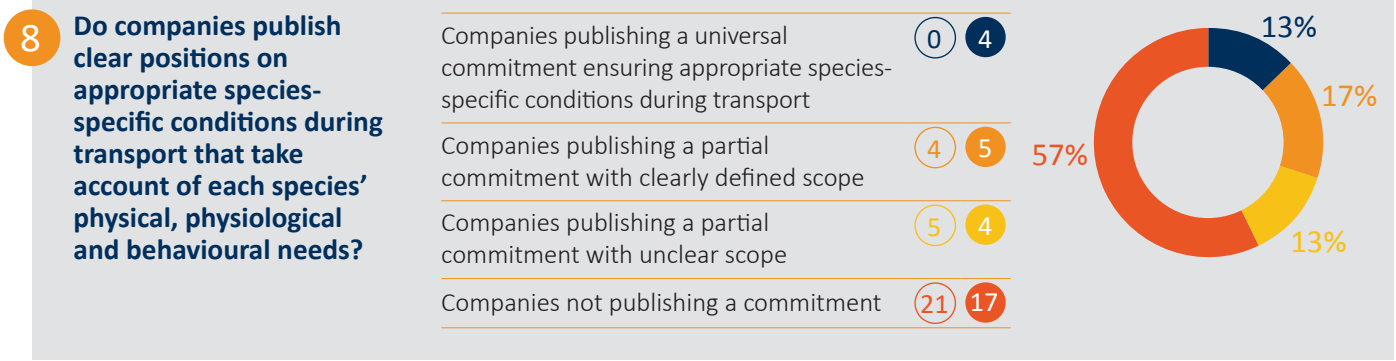 8
Do companies publish
clear positions on
appropriate species-
specific conditions during
transport that take
account of each species’
physical, physiological
and behavioural needs?
Companies publishing a universal
commitment ensuring appropriate species-
specific conditions during transport
0 4
Companies publishing a partial
commitment with clearly defined scope
4 5
Companies publishing a partial
commitment with unclear scope
5 4
Companies not publishing a commitment 21 17
13%
17%
57%
13%